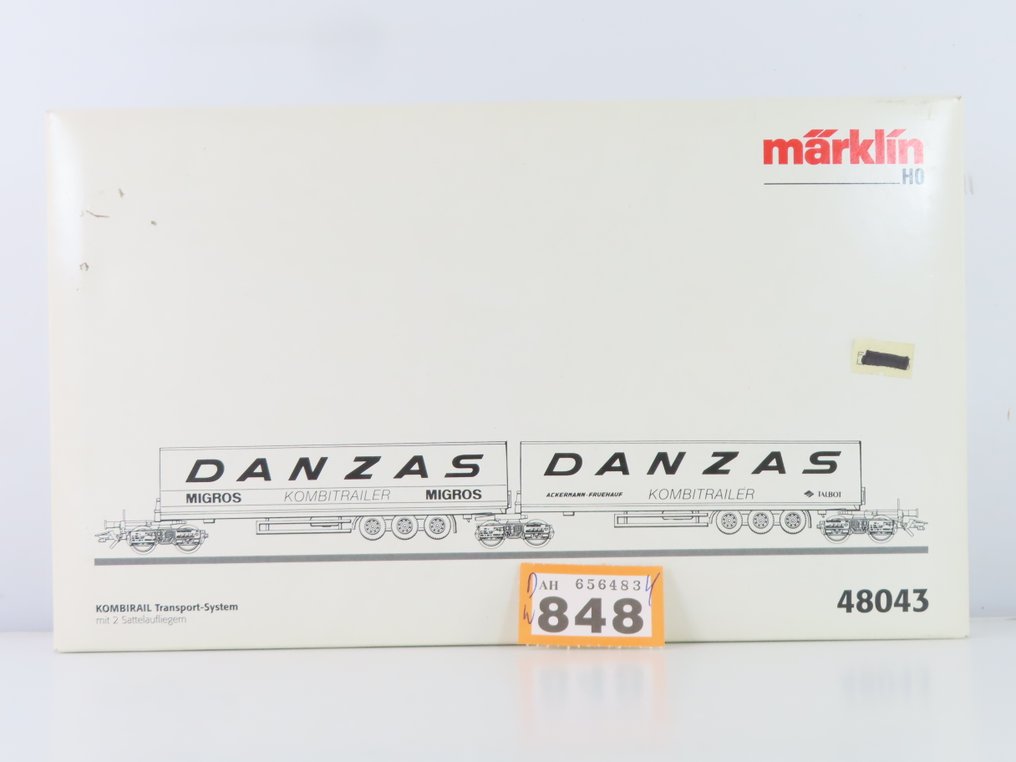 märklin
H0
DANZAS
MIGROS KOMBITRAILER MIGROS
DANZAS
ACKERMANN-FRUEHAUF KOMBITRAILER TALBOT
KOMBIRAIL Transport-System
mit 2 Sattelaufliegern
48043
AH 656483
848